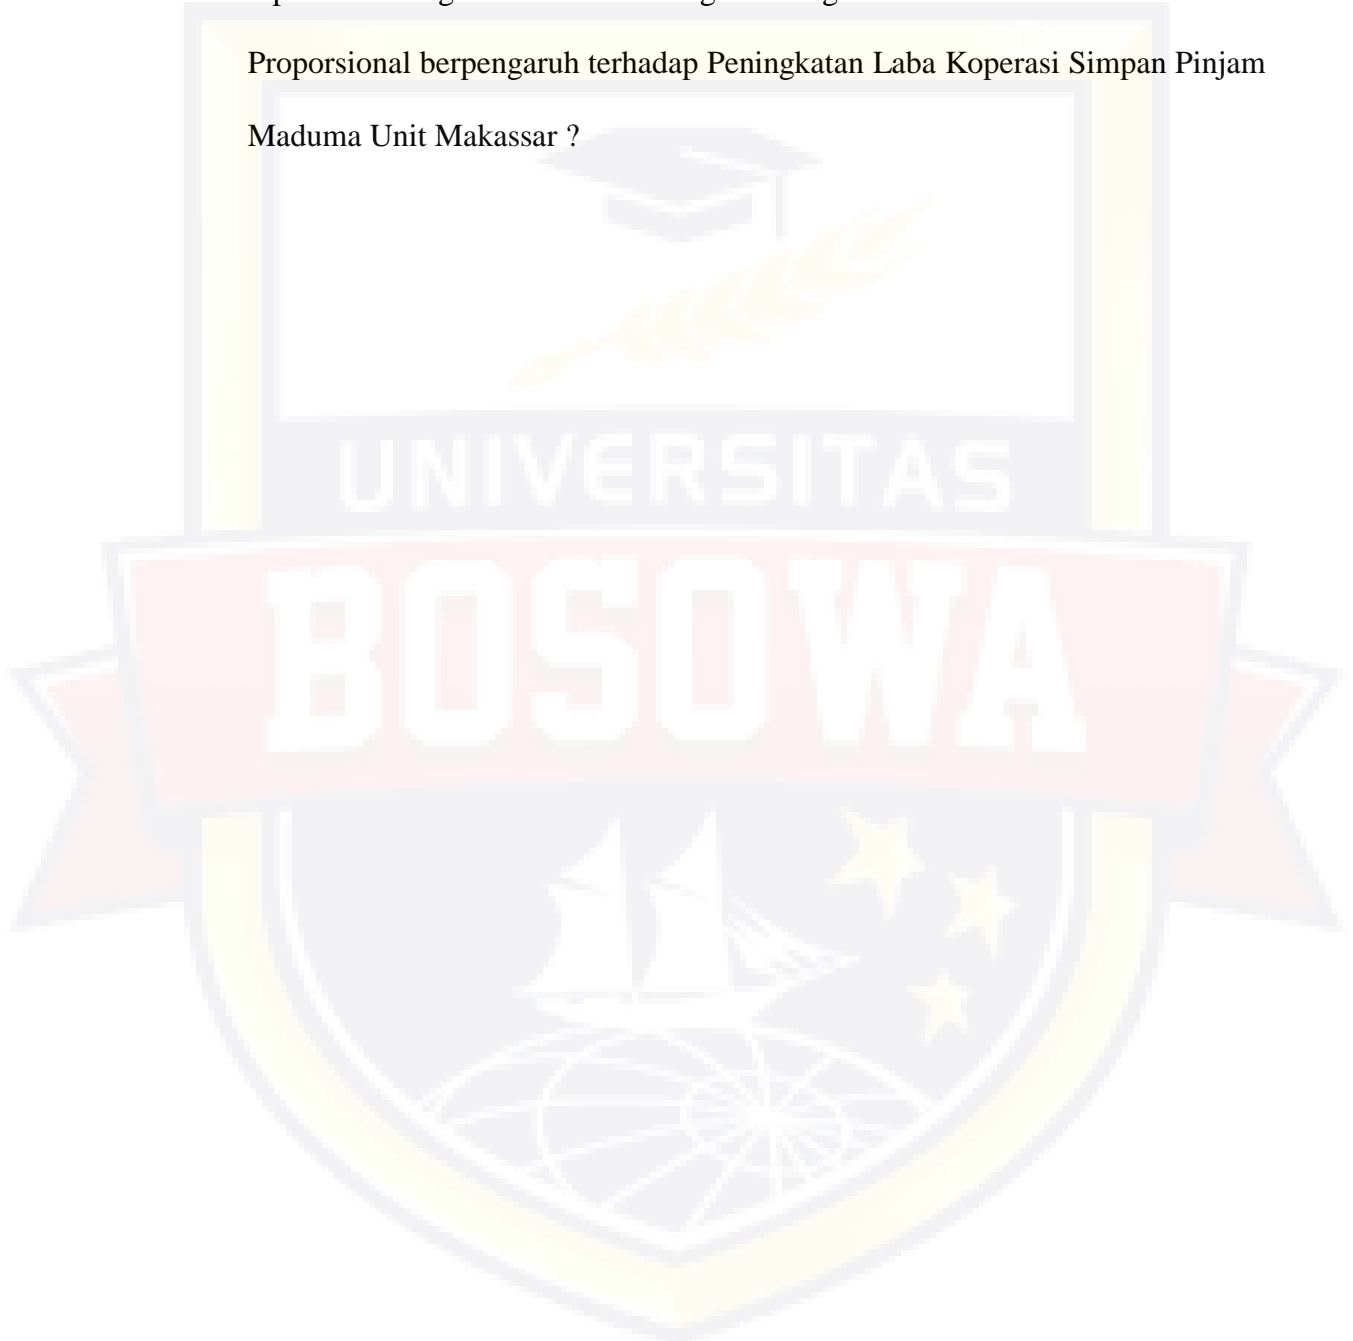 Proporsional berpengaruh terhadap Peningkatan Laba Koperasi Simpan Pinjam
Maduma Unit Makassar ?
UNIVERSITAS
BOSOWA